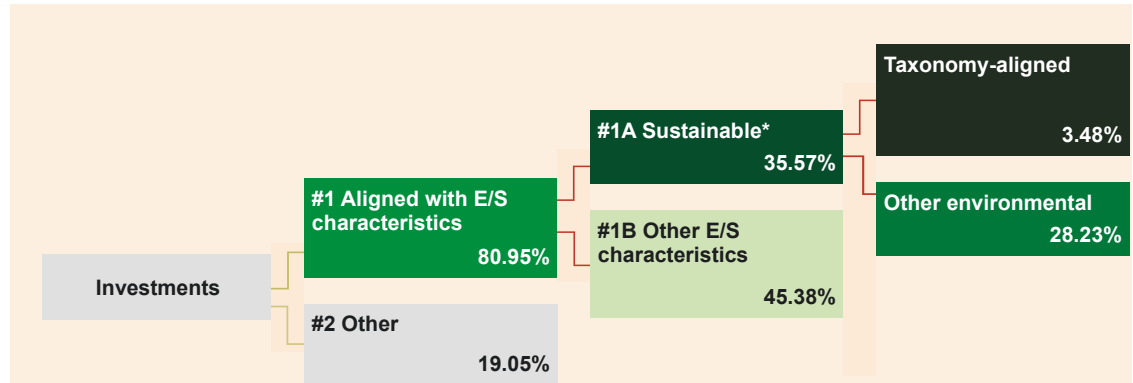 Investments
#1 Aligned with E/S
characteristics
80.95%
#2 Other
19.05%
#1A Sustainable*
35.57%
#1B Other E/S
characteristics
45.38%
Taxonomy-aligned
3.48%
Other environmental
28.23%